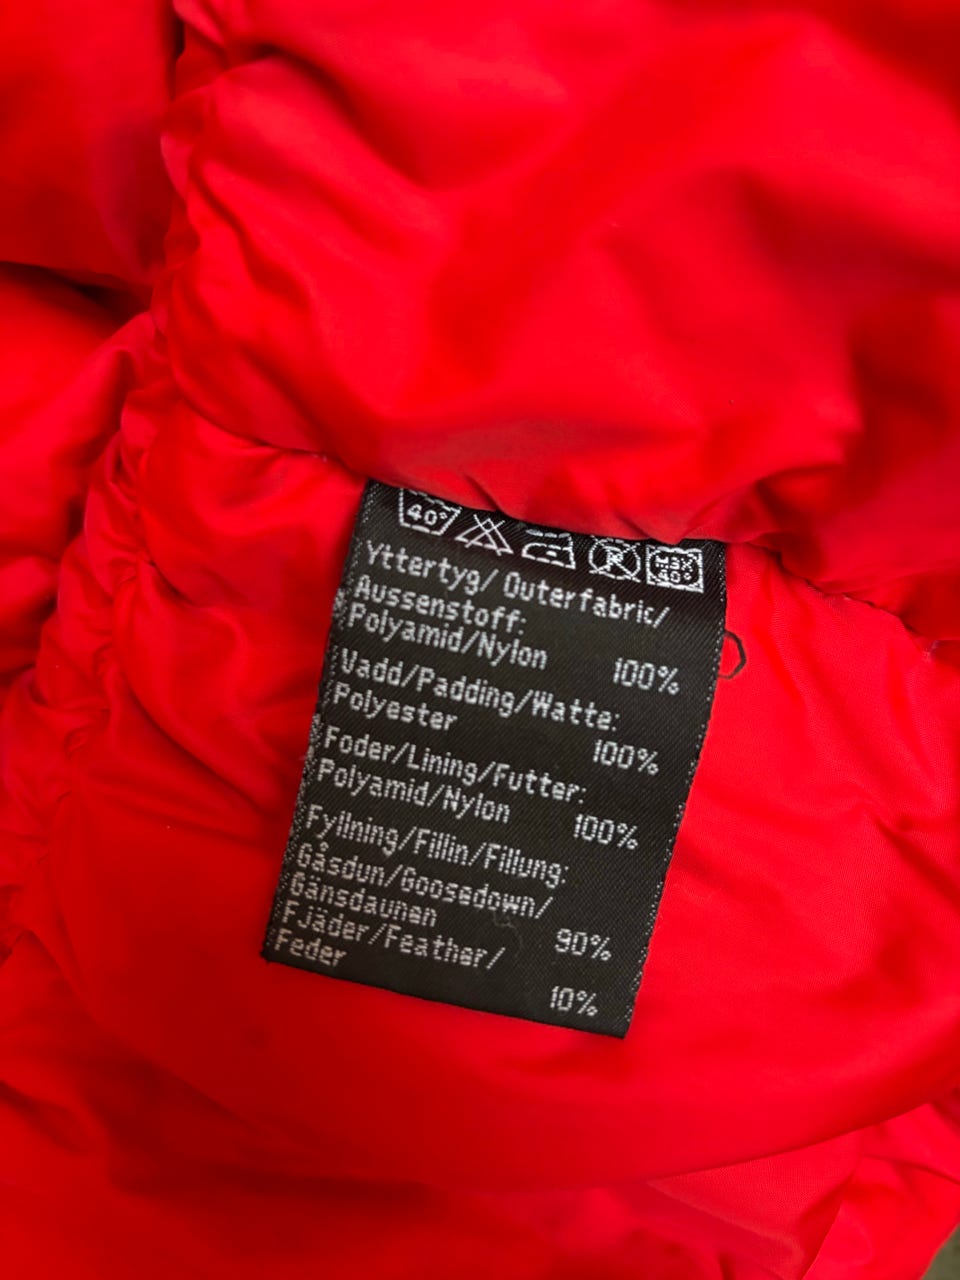 40°
P
MAX
40°
Yttertyg/ Outerfabric/
Aussenstoff:
Polyamid/Nylon 100%
Vadd/Padding/Watte:
Polyester 100%
Foder/Lining/Futter:
Polyamid/Nylon 100%
Fyllning/Fillin/Fillung:
Gåsdun/Goosedown/
Gänsdaunen 90%
Fjäder/Feather/
Feder 10%